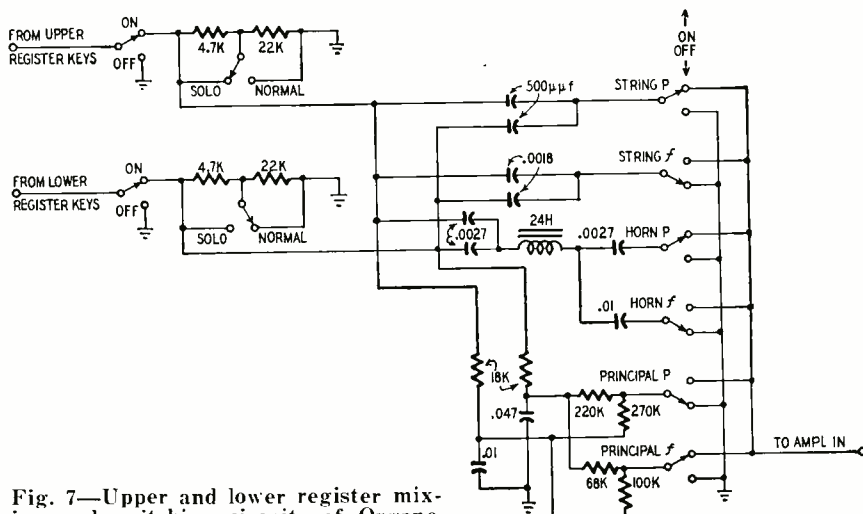 FROM UPPER
REGISTER KEYS
ON
OFF
4.7K
22K
SOLO
NORMAL
ON
OFF
500μμf
STRING P
FROM LOWER
REGISTER KEYS
ON
OFF
4.7K
22K
SOLO
NORMAL
.0018
STRING f
.0027
24H
.0027
HORN P
.01
HORN f
18K
.047
.01
220K
270K
PRINCIPAL P
68K
100K
PRINCIPAL f
TO AMPL IN
Fig. 7—Upper and lower register mix-